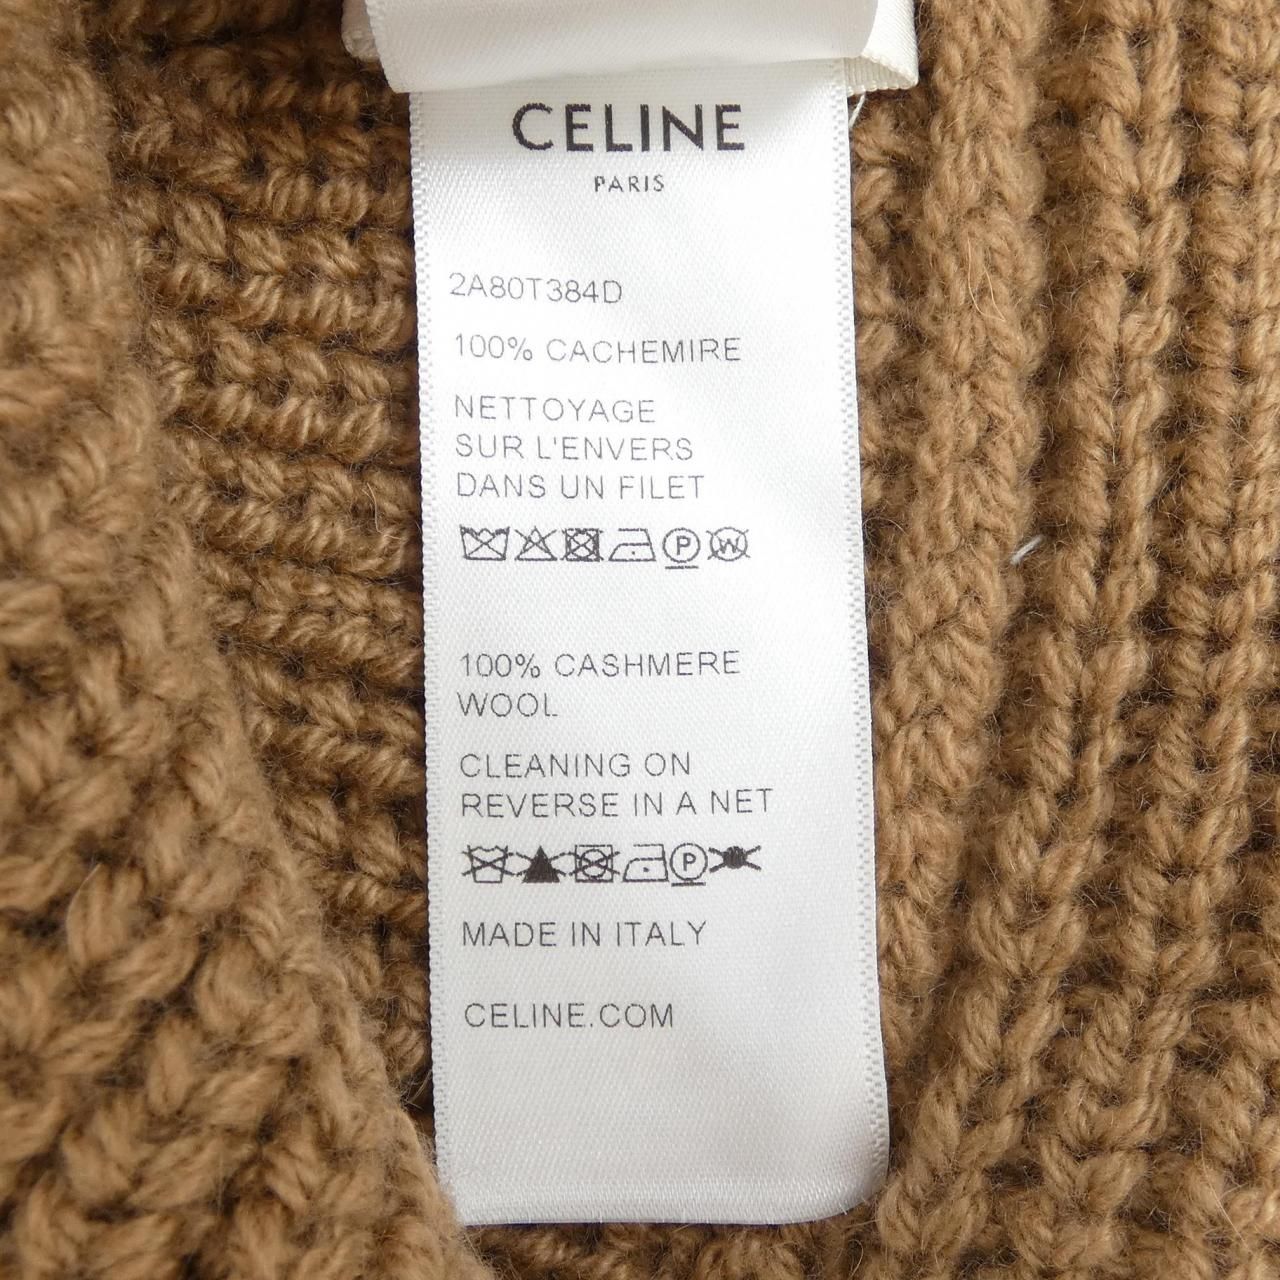 CELINE
PARIS
2A80T384D
100% CACHEMIRE
NETTOYAGE
SUR L'ENVERS
DANS UN FILET
P W
100% CASHMERE
WOOL
CLEANING ON
REVERSE IN A NET
P
MADE IN ITALY
CELINE.COM